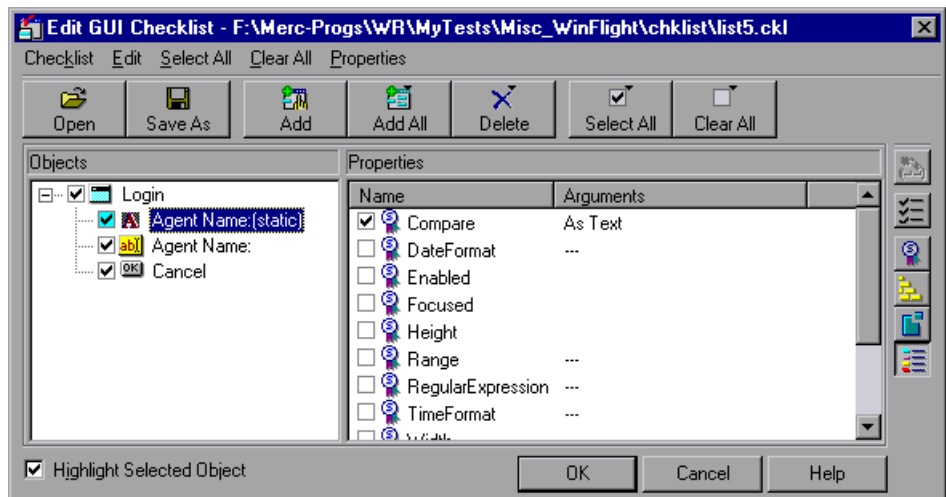 Edit GUI Checklist - F:\Merc-Progs\WR\MyTests\Misc_WinFlight\chklist\list5.ckl
Checklist Edit Select All Clear All Properties
Open Save As Add Add All Delete Select All Clear All
Objects
Login
Agent Name:(static)
Agent Name:
Cancel
Properties
Name Arguments
Compare As Text
DateFormat ---
Enabled
Focused
Height
Range ---
RegularExpression ---
TimeFormat ---
Highlight Selected Object
OK Cancel Help